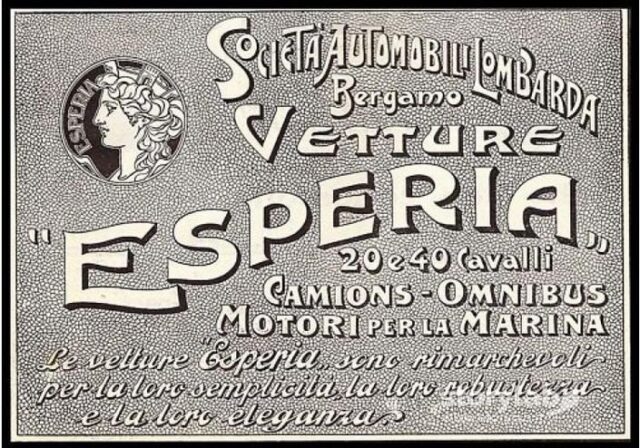 ESPERIA
SOCIETÀ AUTOMOBILI LOMBARDA
Bergamo
VETTURE
"ESPERIA"
20 e 40 Cavalli
CAMIONS - OMNIBUS
MOTORI PER LA MARINA
Le vetture "Esperia" sono rimarchevoli
per la loro semplicità, la loro robustezza
e la loro eleganza.